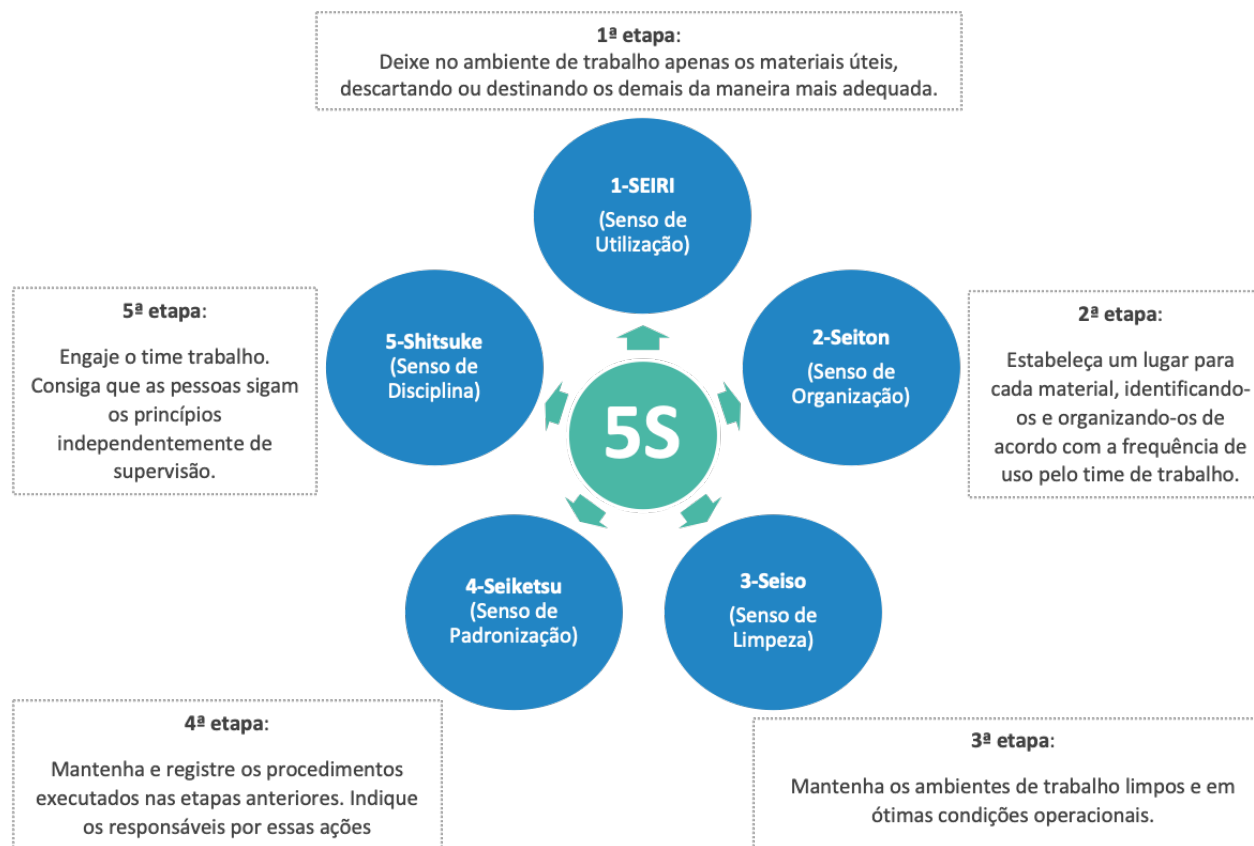 1ª etapa:
Deixe no ambiente de trabalho apenas os materiais úteis,
descartando ou destinando os demais da maneira mais adequada.
1-SEIRI
(Senso de
Utilização)
2-Seiton
(Senso de
Organização)
2ª etapa:
Estabeleça um lugar para
cada material, identificando-
os e organizando-os de
acordo com a frequência de
uso pelo time de trabalho.
3-Seiso
(Senso de
Limpeza)
3ª etapa:
Mantenha os ambientes de trabalho limpos e em
ótimas condições operacionais.
4-Seiketsu
(Senso de
Padronização)
4ª etapa:
Mantenha e registre os procedimentos
executados nas etapas anteriores. Indique
os responsáveis por essas ações
5-Shitsuke
(Senso de
Disciplina)
5ª etapa:
Engaje o time trabalho.
Consiga que as pessoas sigam
os princípios
independentemente de
supervisão.
5S